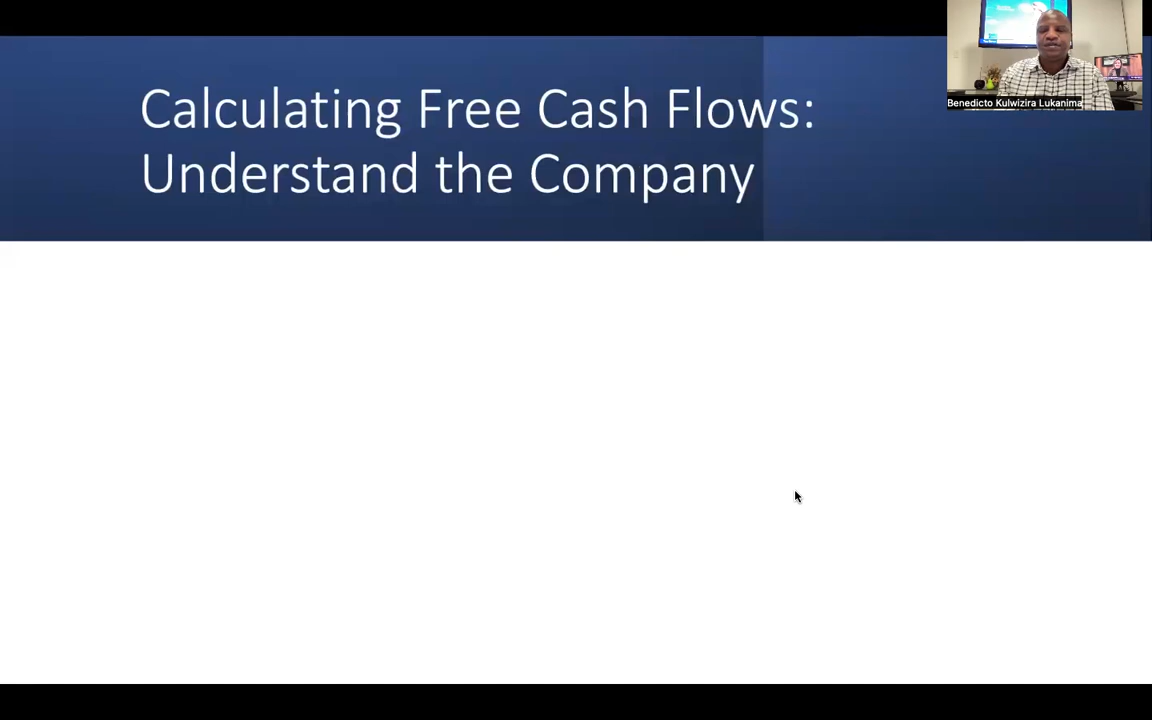 Calculating Free Cash Flows:
Understand the Company
Benedicto Kulwizira Lukanima